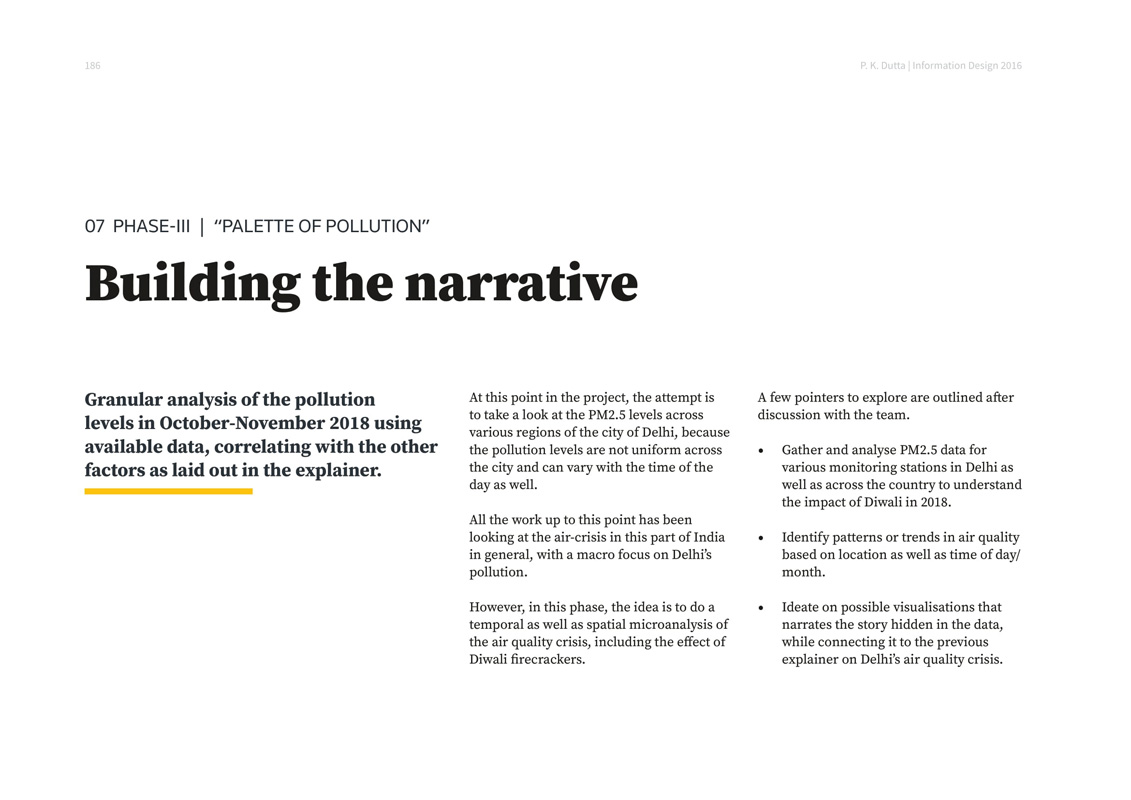 186
P. K. Dutta | Information Design 2016
07 PHASE-III | “PALETTE OF POLLUTION”
Building the narrative
Granular analysis of the pollution
levels in October-November 2018 using
available data, correlating with the other
factors as laid out in the explainer.
At this point in the project, the attempt is
to take a look at the PM2.5 levels across
various regions of the city of Delhi, because
the pollution levels are not uniform across
the city and can vary with the time of the
day as well.
All the work up to this point has been
looking at the air-crisis in this part of India
in general, with a macro focus on Delhi’s
pollution.
However, in this phase, the idea is to do a
temporal as well as spatial microanalysis of
the air quality crisis, including the effect of
Diwali firecrackers.
A few pointers to explore are outlined after
discussion with the team.
• Gather and analyse PM2.5 data for
various monitoring stations in Delhi as
well as across the country to understand
the impact of Diwali in 2018.
• Identify patterns or trends in air quality
based on location as well as time of day/
month.
• Ideate on possible visualisations that
narrates the story hidden in the data,
while connecting it to the previous
explainer on Delhi’s air quality crisis.